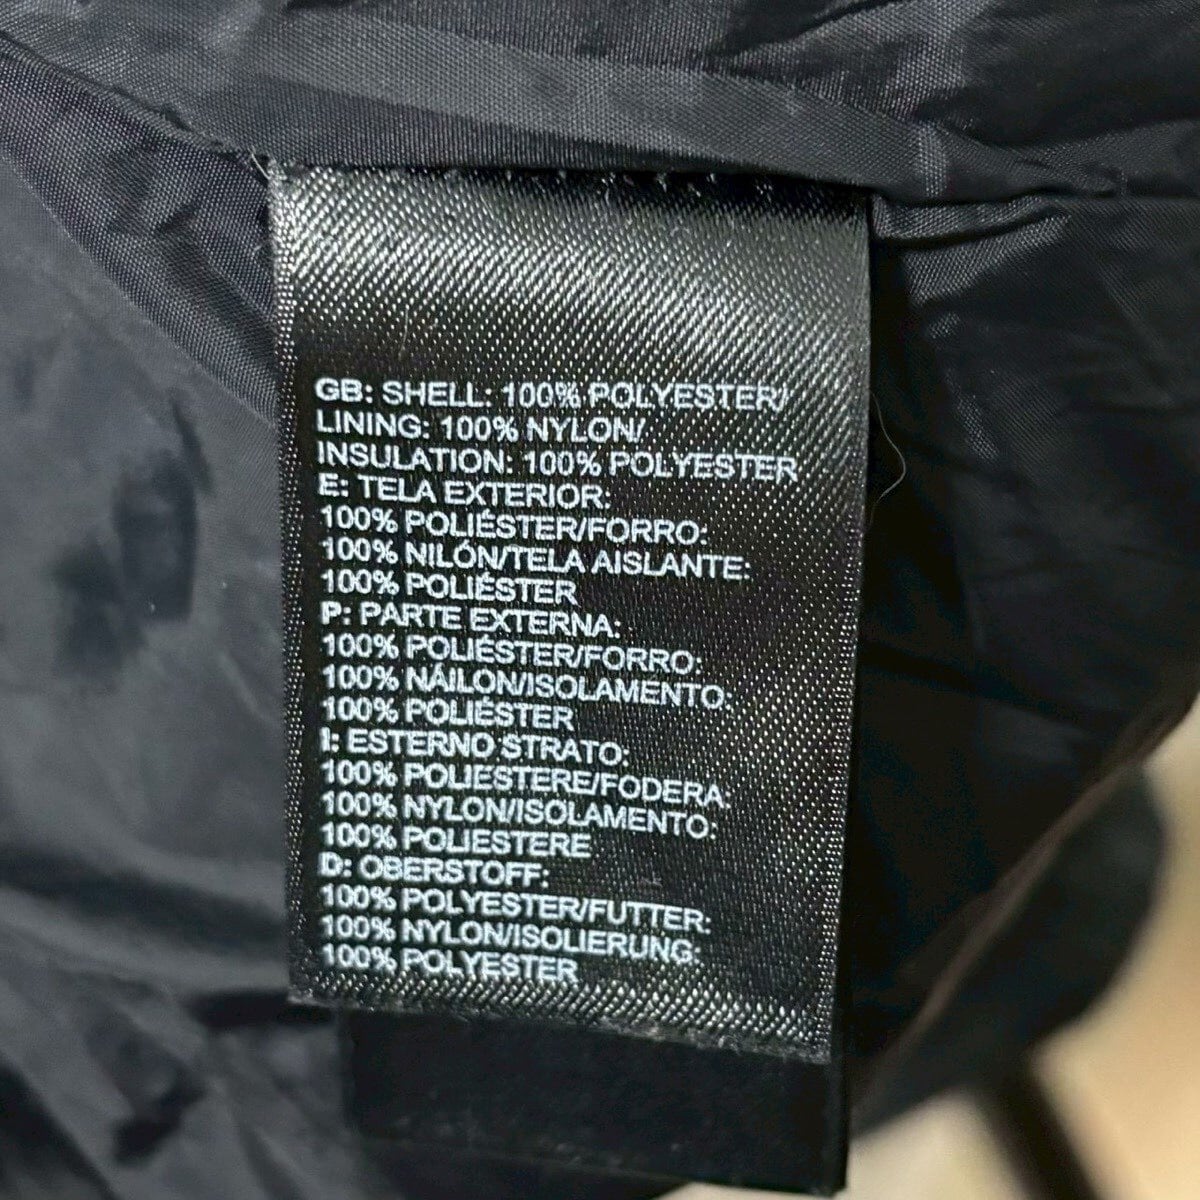 GB: SHELL: 100% POLYESTER/
LINING: 100% NYLON/
INSULATION: 100% POLYESTER
E: TELA EXTERIOR:
100% POLIÉSTER/FORRO:
100% NILÓN/TELA AISLANTE:
100% POLIÉSTER
P: PARTE EXTERNA:
100% POLIÉSTER/FORRO:
100% NÁILON/ISOLAMENTO:
100% POLIÉSTER
I: ESTERNO STRATO:
100% POLIESTERE/FODERA:
100% NYLON/ISOLAMENTO:
100% POLIESTERE
D: OBERSTOFF:
100% POLYESTER/FUTTER:
100% NYLON/ISOLIERUNG:
100% POLYESTER